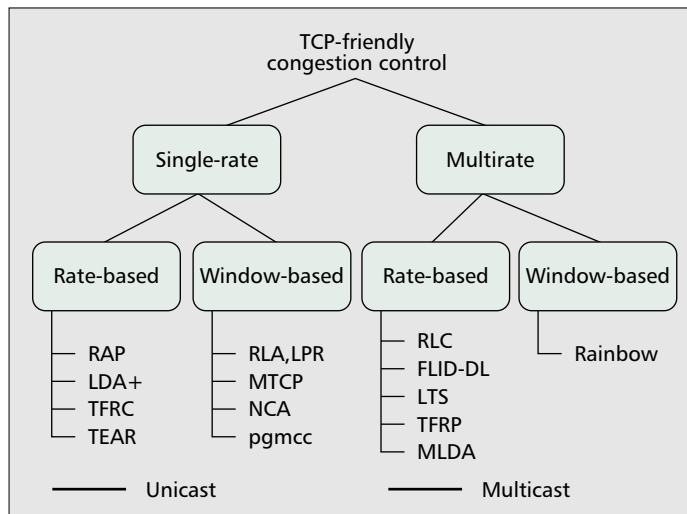 TCP-friendly
congestion control
Single-rate
Multirate
Rate-based
Window-based
Rate-based
Window-based
RAP
LDA+
TFRC
TEAR
RLA,LPR
MTCP
NCA
pgmcc
RLC
FLID-DL
LTS
TFRP
MLDA
Rainbow
Unicast
Multicast